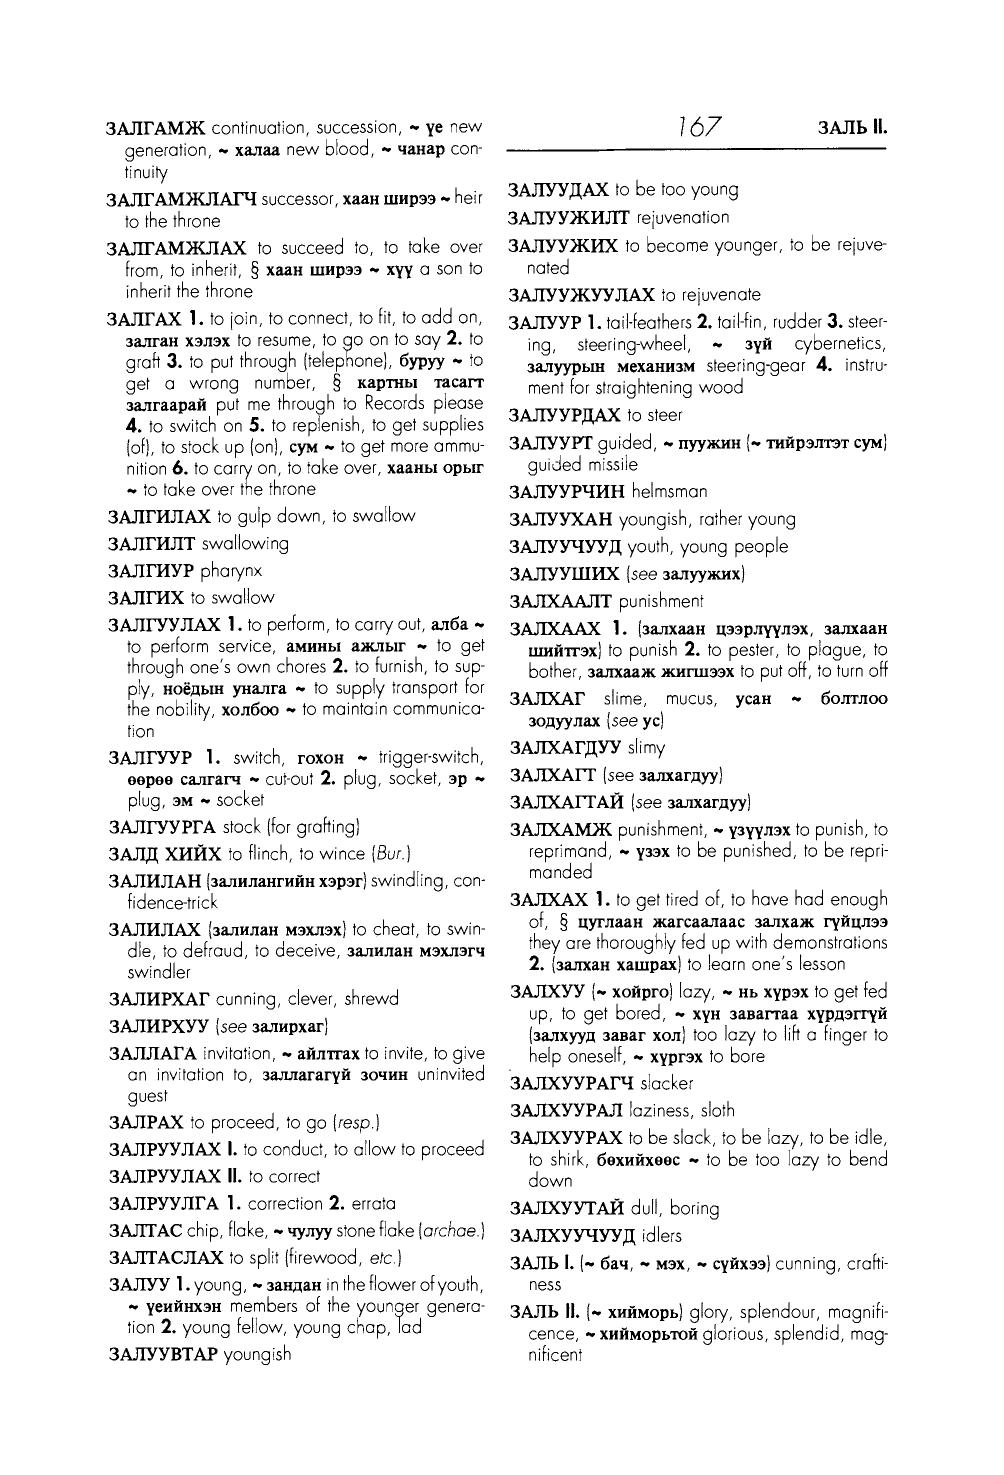 ЗАЛГАМЖ continuation, succession, ~ үе new
generation, ~ халаа new blood, ~ чанар con-
tinuity
ЗАЛГАМЖЛАГЧ successor, хаан ширээ ~ heir
to the throne
ЗАЛГАМЖЛАХ to succeed to, to take over
from, to inherit, § хаан ширээ ~ хүү a son to
inherit the throne
ЗАЛГАХ 1. to join, to connect, to fit, to add on,
залган хэлэх to resume, to go on to say 2. to
graft 3. to put through (telephone), буруу ~ to
get a wrong number, § картны тасагт
залгаарай put me through to Records please
4. to switch on 5. to replenish, to get supplies
(of), to stock up (on), сум ~ to get more ammu-
nition 6. to carry on, to take over, хааны орыг
~ to take over the throne
ЗАЛГИЛАХ to gulp down, to swallow
ЗАЛГИЛТ swallowing
ЗАЛГИУР pharynx
ЗАЛГИХ to swallow
ЗАЛГУУЛАХ 1. to perform, to carry out, алба ~
to perform service, амины ажлыг ~ to get
through one's own chores 2. to furnish, to sup-
ply, ноёдын уналга ~ to supply transport for
the nobility, холбоо ~ to maintain communica-
tion
ЗАЛГУУР 1. switch, гохон ~ trigger-switch,
өөрөө салгагч ~ cut-out 2. plug, socket, эр ~
plug, эм ~ socket
ЗАЛГУУРГА stock (for grafting)
ЗАЛД ХИЙХ to flinch, to wince (Bur.)
ЗАЛИЛАН (залилангийн хэрэг) swindling, con-
fidence-trick
ЗАЛИЛАХ (залилан мэхлэх) to cheat, to swin-
dle, to defraud, to deceive, залилан мэхлэгч
swindler
ЗАЛИРХАГ cunning, clever, shrewd
ЗАЛИРХУУ (see залирхаг)
ЗАЛЛАГА invitation, ~ айлтгах to invite, to give
an invitation to, заллагагүй зочин uninvited
guest
ЗАЛРАХ to proceed, to go (resp.)
ЗАЛРУУЛАХ I. to conduct, to allow to proceed
ЗАЛРУУЛАХ II. to correct
ЗАЛРУУЛГА 1. correction 2. errata
ЗАЛТАС chip, flake, ~ чулуу stone flake (archae.)
ЗАЛТАСЛАХ to split (firewood, etc.)
ЗАЛУУ 1. young, ~ зандан in the flower of youth,
~ үеийнхэн members of the younger genera-
tion 2. young fellow, young chap, lad
ЗАЛУУВТАР youngish
167 ЗАЛЬ II.
ЗАЛУУДАХ to be too young
ЗАЛУУЖИЛТ rejuvenation
ЗАЛУУЖИХ to become younger, to be rejuve-
nated
ЗАЛУУЖУУЛАХ to rejuvenate
ЗАЛУУР 1. tail-feathers 2. tail-fin, rudder 3. steer-
ing, steering-wheel, ~ зүй cybernetics,
залуурын механизм steering-gear 4. instru-
ment for straightening wood
ЗАЛУУРДАХ to steer
ЗАЛУУРТ guided, ~ пуужин (~ тийрэлтэт сум)
guided missile
ЗАЛУУРЧИН helmsman
ЗАЛУУХАН youngish, rather young
ЗАЛУУЧУУД youth, young people
ЗАЛУУШИХ (see залуужих)
ЗАЛХААЛТ punishment
ЗАЛХААХ 1. (залхаан цээрлүүлэх, залхаан
шийтгэх) to punish 2. to pester, to plague, to
bother, залхааж жигшээх to put off, to turn off
ЗАЛХАГ slime, mucus, усан ~ болтлоо
зодуулах (see ус)
ЗАЛХАГДУУ slimy
ЗАЛХАГТ (see залхагдуу)
ЗАЛХАГТАЙ (see залхагдуу)
ЗАЛХАМЖ punishment, ~ үзүүлэх to punish, to
reprimand, ~ үзэх to be punished, to be repri-
manded
ЗАЛХАХ 1. to get tired of, to have had enough
of, § цуглаан жагсаалаас залхаж гүйцлээ
they are thoroughly fed up with demonstrations
2. (залхан хашрах) to learn one's lesson
ЗАЛХУУ (~ хойрго) lazy, ~ нь хүрэх to get fed
up, to get bored, ~ хүн завагтаа хүрдэггүй
(залхууд заваг хол) too lazy to lift a finger to
help oneself, ~ хүргэх to bore
ЗАЛХУУРАГЧ slacker
ЗАЛХУУРАЛ laziness, sloth
ЗАЛХУУРАХ to be slack, to be lazy, to be idle,
to shirk, бөхийхөөс ~ to be too lazy to bend
down
ЗАЛХУУТАЙ dull, boring
ЗАЛХУУЧУУД idlers
ЗАЛЬ I. (~ бач, ~ мэх, ~ сүйхээ) cunning, crafti-
ness
ЗАЛЬ II. (~ хийморь) glory, splendour, magnifi-
cence, ~ хийморьтой glorious, splendid, mag-
nificent